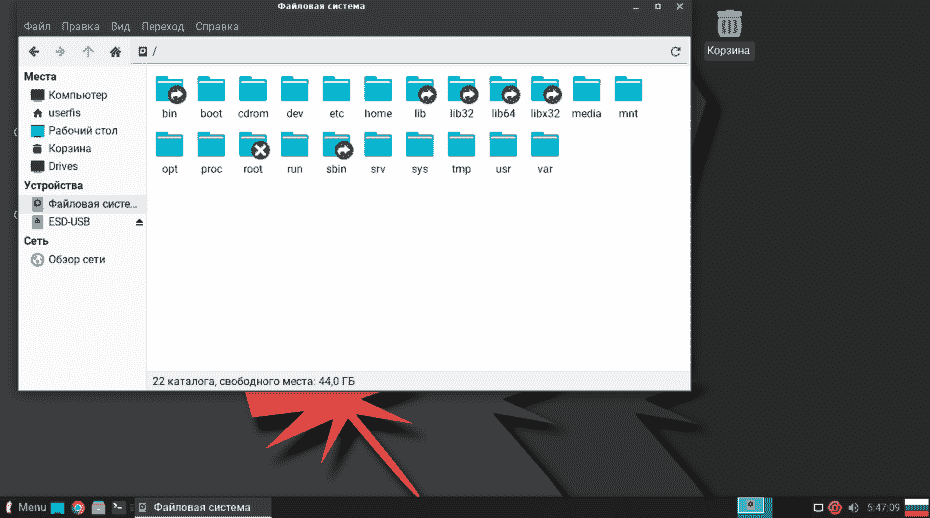 Файловая система
Файл Правка Вид Переход Справка
/
Корзина
Места
Компьютер
userfis
Рабочий стол
Корзина
Drives
Устройства
Файловая систе...
ESD-USB
Сеть
Обзор сети
bin boot cdrom dev etc home lib lib32 lib64 libx32 media mnt
opt proc root run sbin srv sys tmp usr var
22 каталога, свободного места: 44,0 ГБ
Menu Файловая система 5:47:09